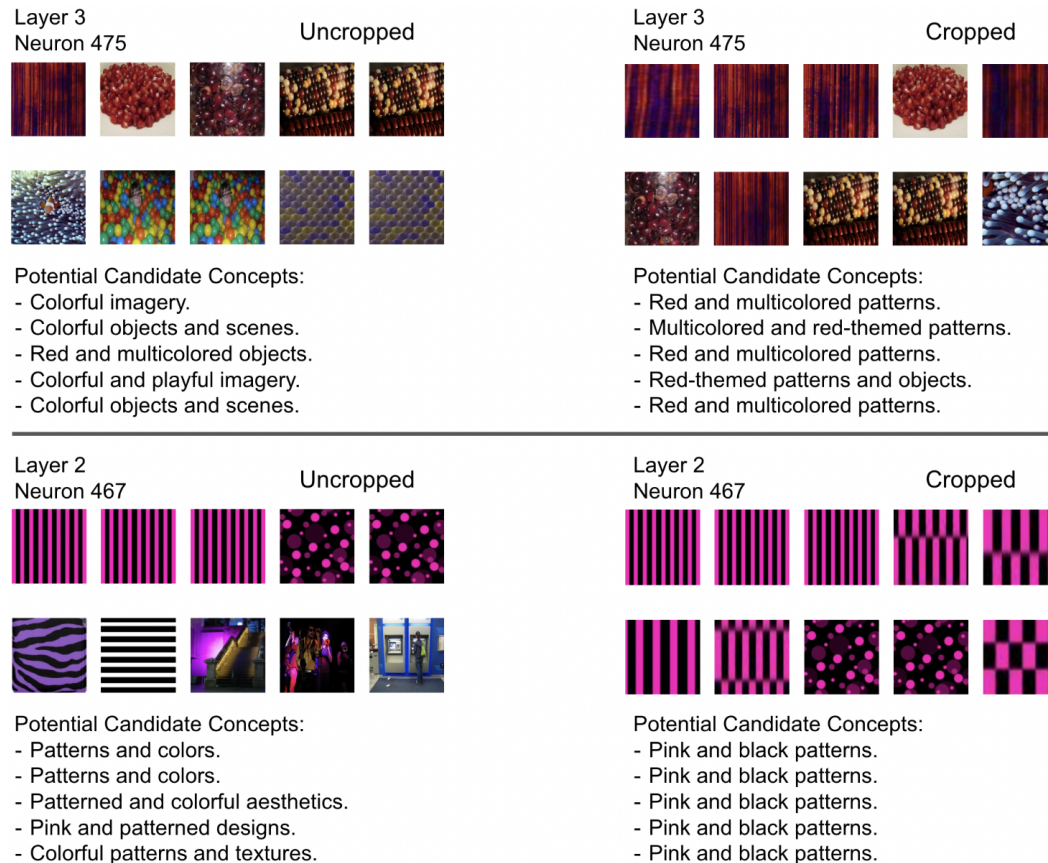 Layer 3
Neuron 475
Uncropped
Potential Candidate Concepts:
- Colorful imagery.
- Colorful objects and scenes.
- Red and multicolored objects.
- Colorful and playful imagery.
- Colorful objects and scenes.
Layer 3
Neuron 475
Cropped
Potential Candidate Concepts:
- Red and multicolored patterns.
- Multicolored and red-themed patterns.
- Red and multicolored patterns.
- Red-themed patterns and objects.
- Red and multicolored patterns.
Layer 2
Neuron 467
Uncropped
Potential Candidate Concepts:
- Patterns and colors.
- Patterns and colors.
- Patterned and colorful aesthetics.
- Pink and patterned designs.
- Colorful patterns and textures.
Layer 2
Neuron 467
Cropped
Potential Candidate Concepts:
- Pink and black patterns.
- Pink and black patterns.
- Pink and black patterns.
- Pink and black patterns.
- Pink and black patterns.